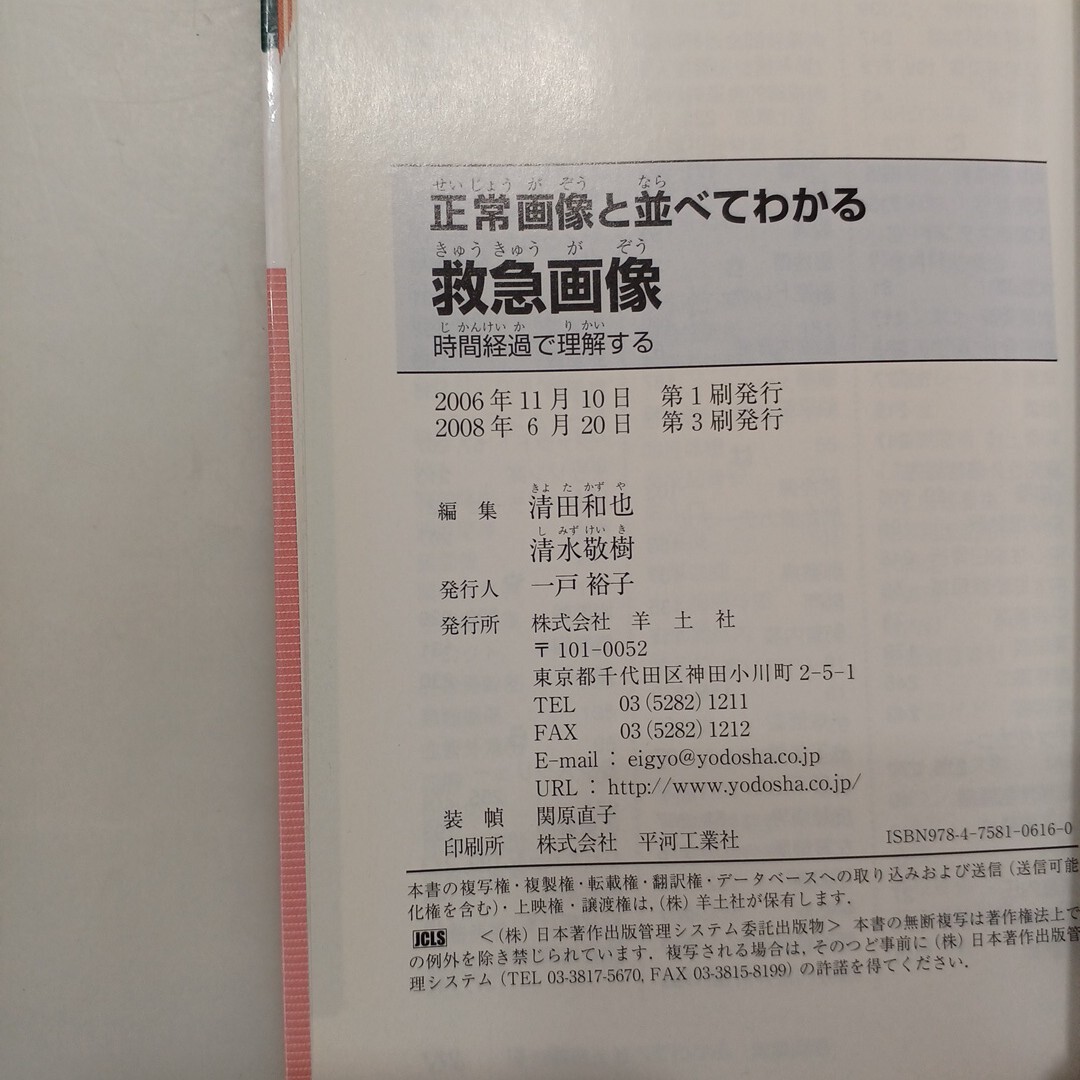 せいじょうがぞう なら
正常画像と並べてわかる
きゅうきゅうがぞう
救急画像
じかんけいか りかい
時間経過で理解する
2006年11月10日 第1刷発行
2008年 6月20日 第3刷発行
きよ た かず や
編 集 清田和也
し みず けい き
清水敬樹
発行人 一戸 裕子
発行所 株式会社 羊 土 社
〒101-0052
東京都千代田区神田小川町2-5-1
TEL 03(5282)1211
FAX 03(5282)1212
E-mail : eigyo@yodosha.co.jp
URL : http://www.yodosha.co.jp/
装 幀 関原直子
印刷所 株式会社 平河工業社
ISBN978-4-7581-0616-0
本書の複写権・複製権・転載権・翻訳権・データベースへの取り込みおよび送信(送信可能
化権を含む)・上映権・譲渡権は,(株)羊土社が保有します.
JCLS <(株)日本著作出版管理システム委託出版物> 本書の無断複写は著作権法上で
の例外を除き禁じられています. 複写される場合は, そのつど事前に(株)日本著作出版管
理システム(TEL 03-3817-5670, FAX 03-3815-8199)の許諾を得てください.